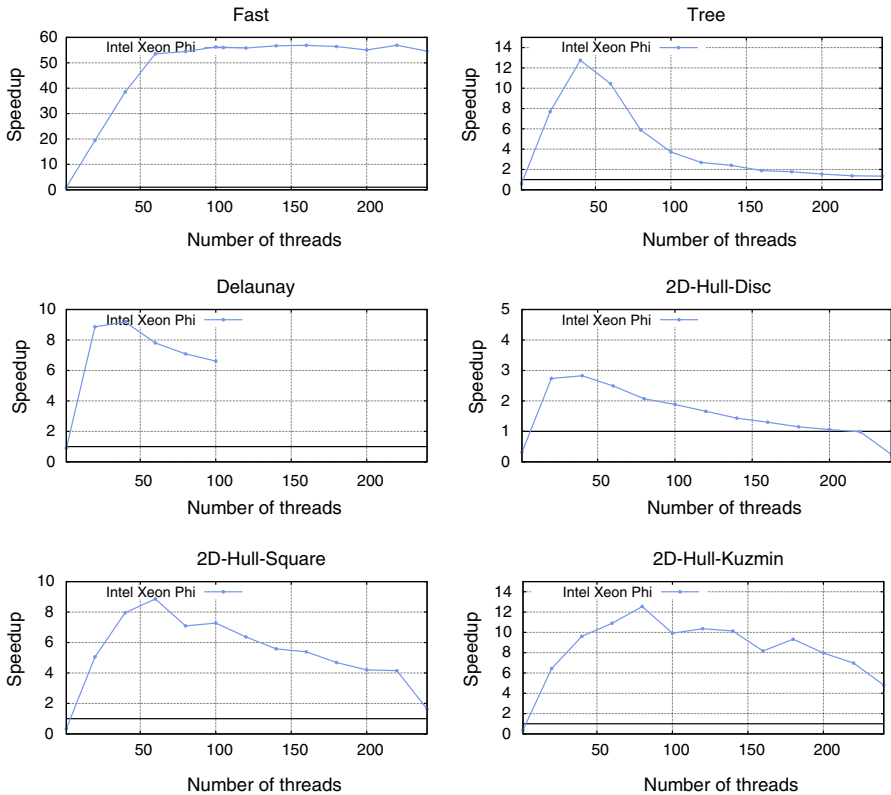 Fast
Intel Xeon Phi
60
50
40
30
20
10
0
Speedup
50 100 150 200
Number of threads
Tree
Intel Xeon Phi
14
12
10
8
6
4
2
0
Speedup
50 100 150 200
Number of threads
Delaunay
Intel Xeon Phi
10
8
6
4
2
0
Speedup
50 100 150 200
Number of threads
2D-Hull-Disc
Intel Xeon Phi
5
4
3
2
1
0
Speedup
50 100 150 200
Number of threads
2D-Hull-Square
Intel Xeon Phi
10
8
6
4
2
0
Speedup
50 100 150 200
Number of threads
2D-Hull-Kuzmin
Intel Xeon Phi
14
12
10
8
6
4
2
0
Speedup
50 100 150 200
Number of threads